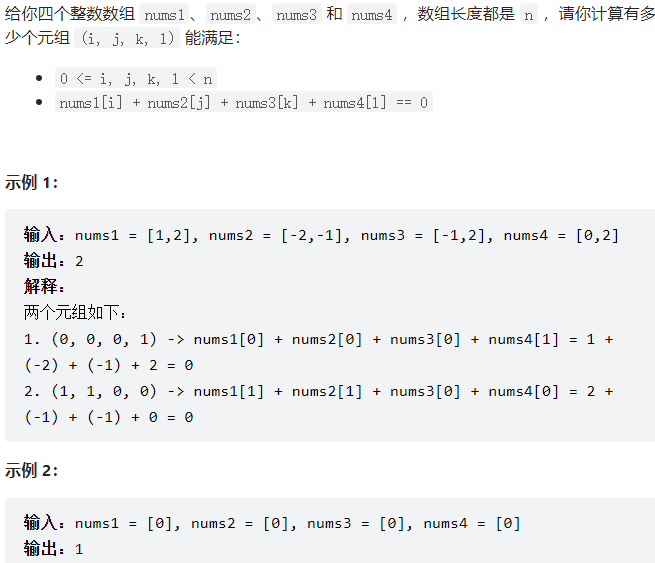 给你四个整数数组 nums1、nums2、nums3 和 nums4 ，数组长度都是 n ，请你计算有多
少个元组 (i, j, k, l) 能满足：
• 0 <= i, j, k, l < n
• nums1[i] + nums2[j] + nums3[k] + nums4[l] == 0
示例 1：
输入：nums1 = [1,2], nums2 = [-2,-1], nums3 = [-1,2], nums4 = [0,2]
输出：2
解释：
两个元组如下：
1. (0, 0, 0, 1) -> nums1[0] + nums2[0] + nums3[0] + nums4[1] = 1 +
(-2) + (-1) + 2 = 0
2. (1, 1, 0, 0) -> nums1[1] + nums2[1] + nums3[0] + nums4[0] = 2 +
(-1) + (-1) + 0 = 0
示例 2：
输入：nums1 = [0], nums2 = [0], nums3 = [0], nums4 = [0]
输出：1